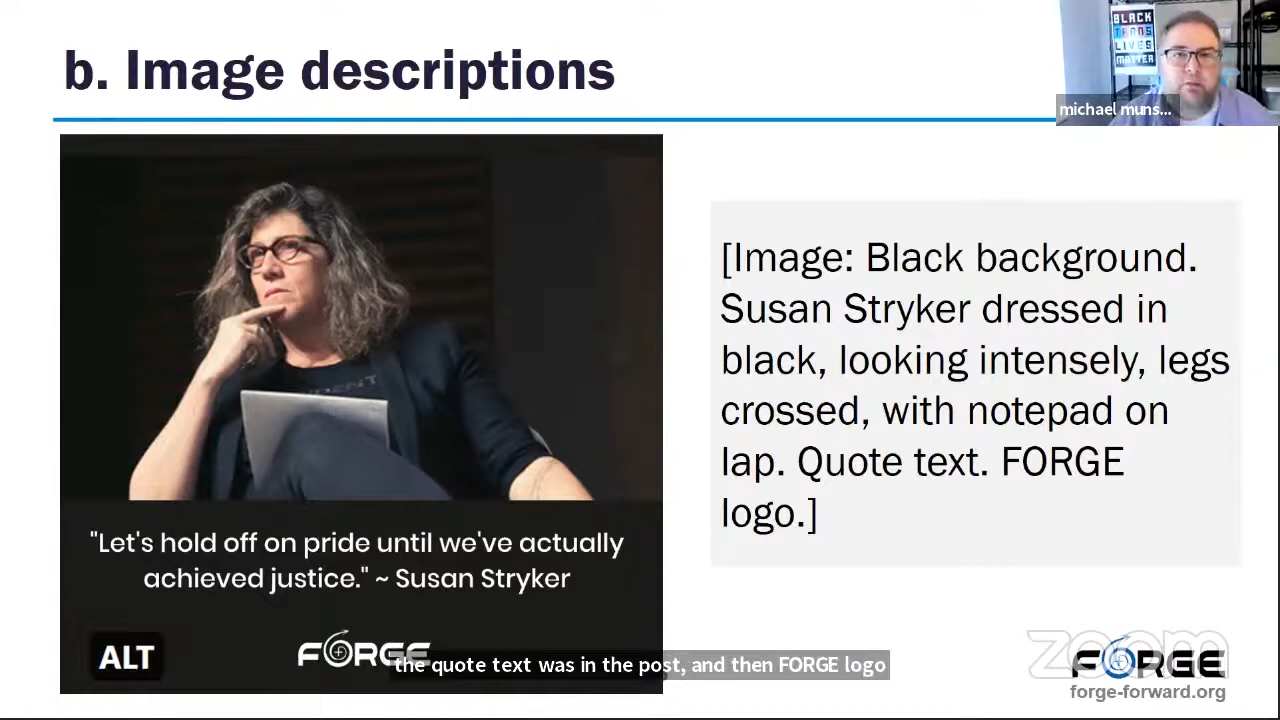 b. Image descriptions
BLACK
TRANS
LIVES
MATTER
michael muns...
[Image: Black background.
Susan Stryker dressed in
black, looking intensely, legs
crossed, with notepad on
lap. Quote text. FORGE
logo.]
"Let's hold off on pride until we've actually
achieved justice." ~ Susan Stryker
ALT
FORGE
the quote text was in the post, and then FORGE logo
zoom
FORGE
forge-forward.org